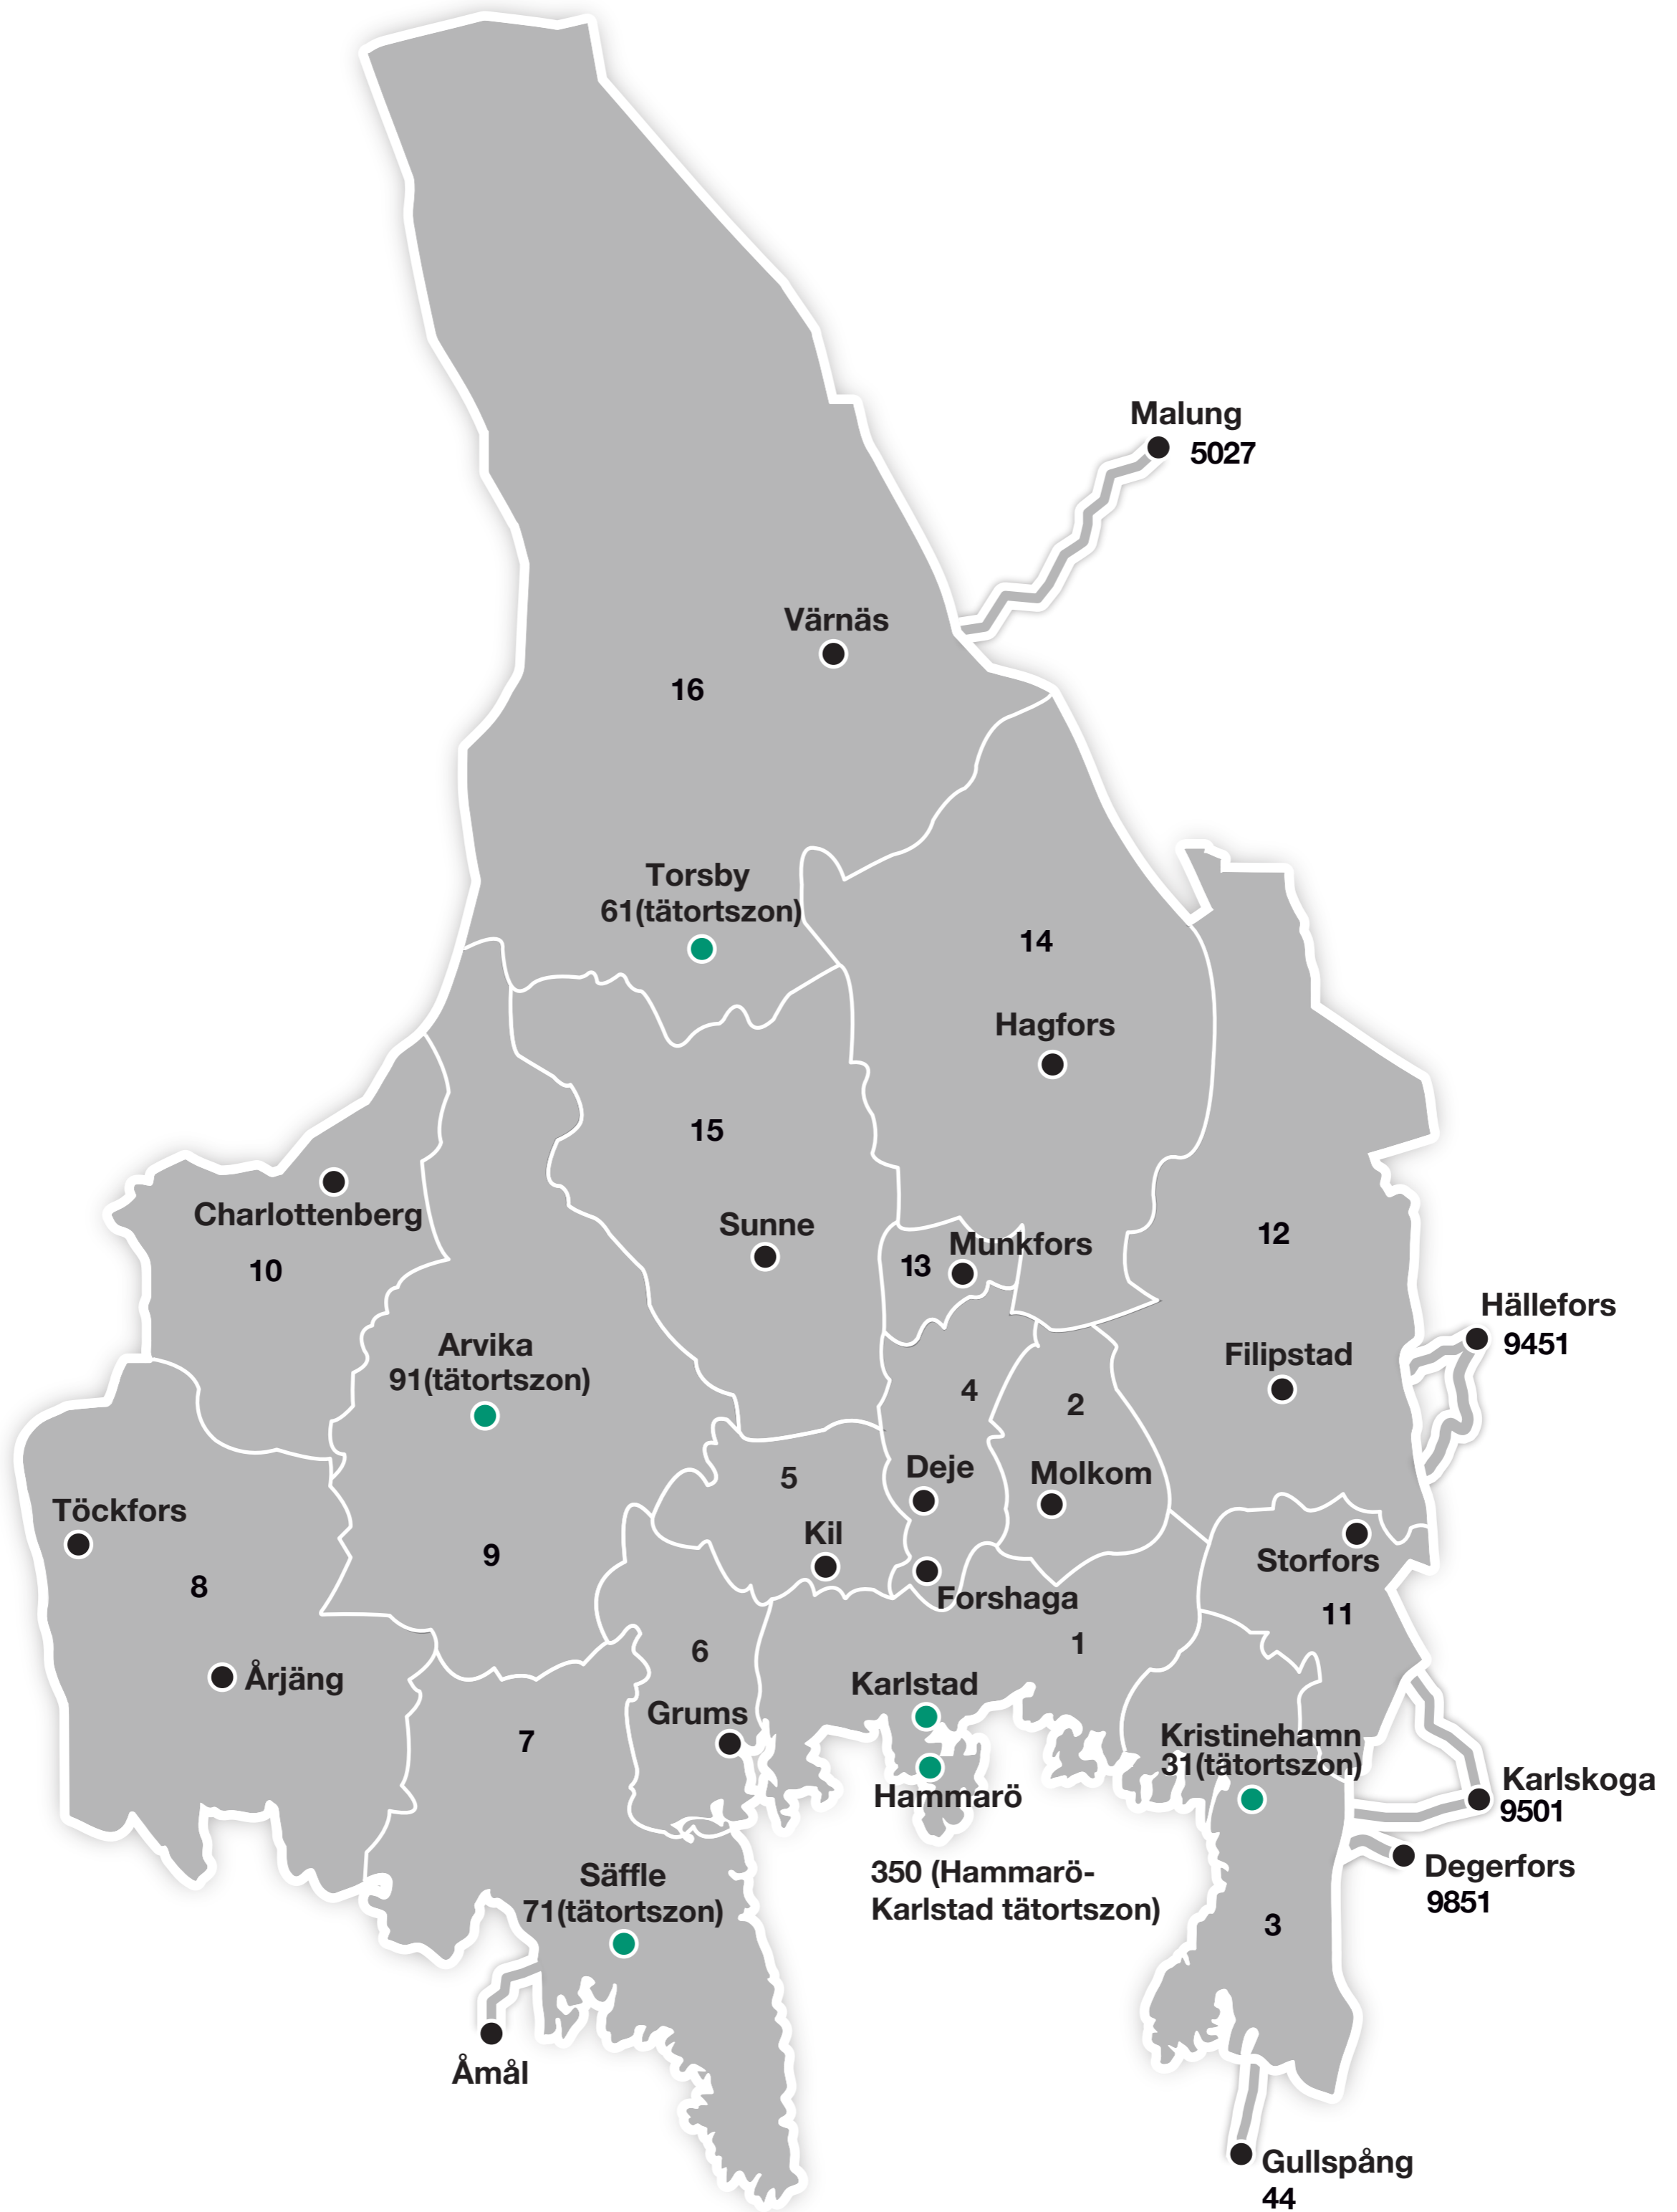 Malung
5027
Värnäs
16
Torsby
61(tätortszon)
14
Hagfors
15
Charlottenberg
10
Sunne
Munkfors
13
12
Hällefors
9451
Arvika
91(tätortszon)
Filipstad
4
2
Deje
Molkom
5
Kil
Töckfors
8
9
Storfors
11
Forshaga
1
6
Årjäng
Karlstad
Grums
7
Kristinehamn
31(tätortszon)
Hammarö
Karlskoga
9501
Degerfors
9851
350 (Hammarö-
Karlstad tätortszon)
Säffle
71(tätortszon)
3
Åmål
Gullspång
44